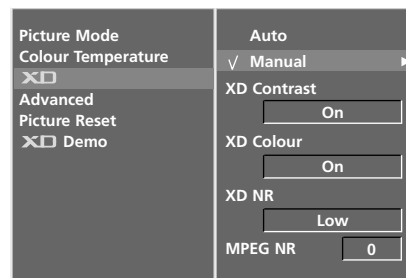 Picture Mode
Colour Temperature
XD
Advanced
Picture Reset
XD Demo
Auto
√ Manual
XD Contrast
On
XD Colour
On
XD NR
Low
MPEG NR 0